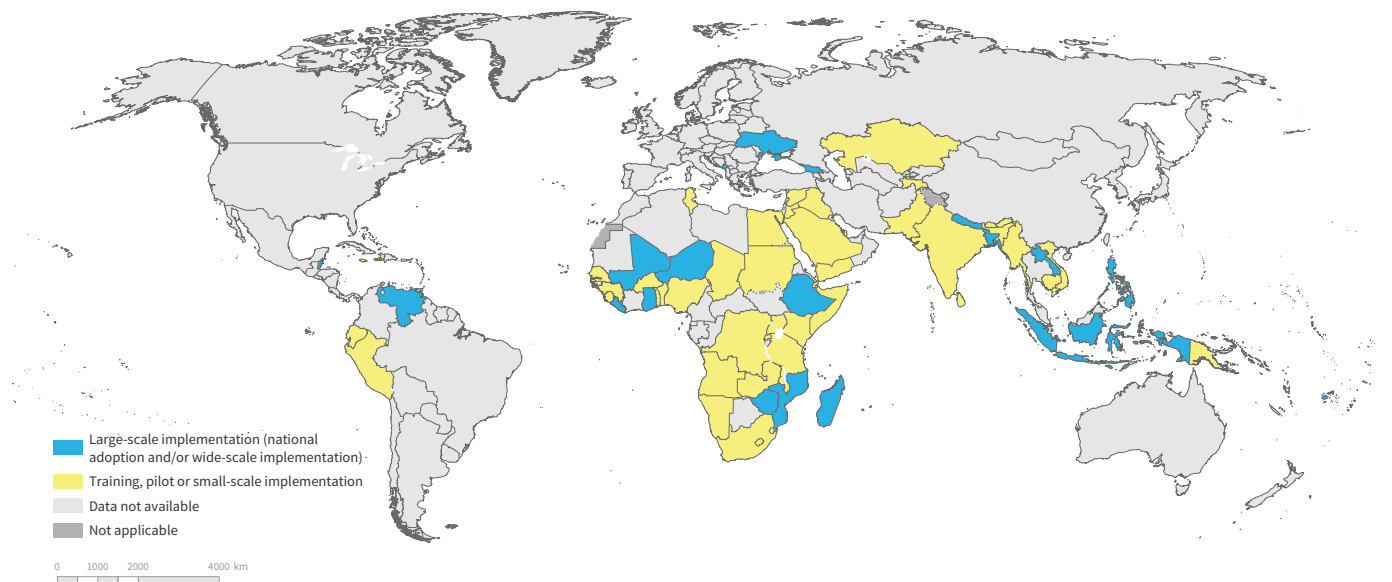 Large-scale implementation (national
adoption and/or wide-scale implementation)
Training, pilot or small-scale implementation
Data not available
Not applicable
0 1000 2000 4000 km